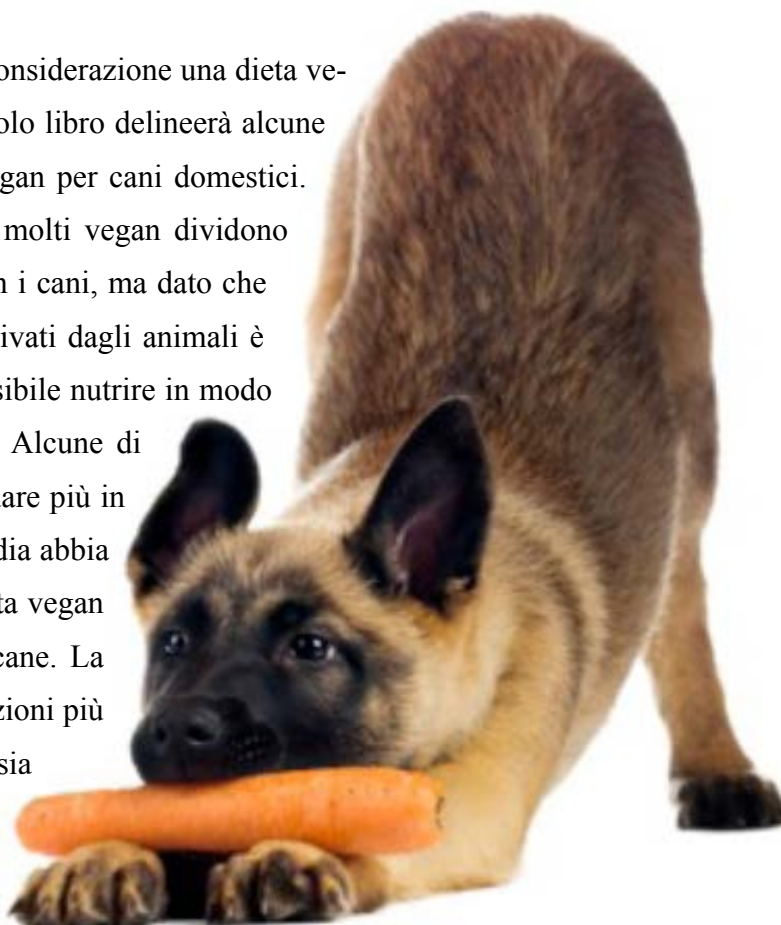 onsiderazione una dieta ve-
olo libro delineerà alcune
gan per cani domestici.
molti vegan dividono
n i cani, ma dato che
ivati dagli animali è
sibile nutrire in modo
Alcune di
are più in
dia abbia
ta vegan
cane. La
zioni più
sia